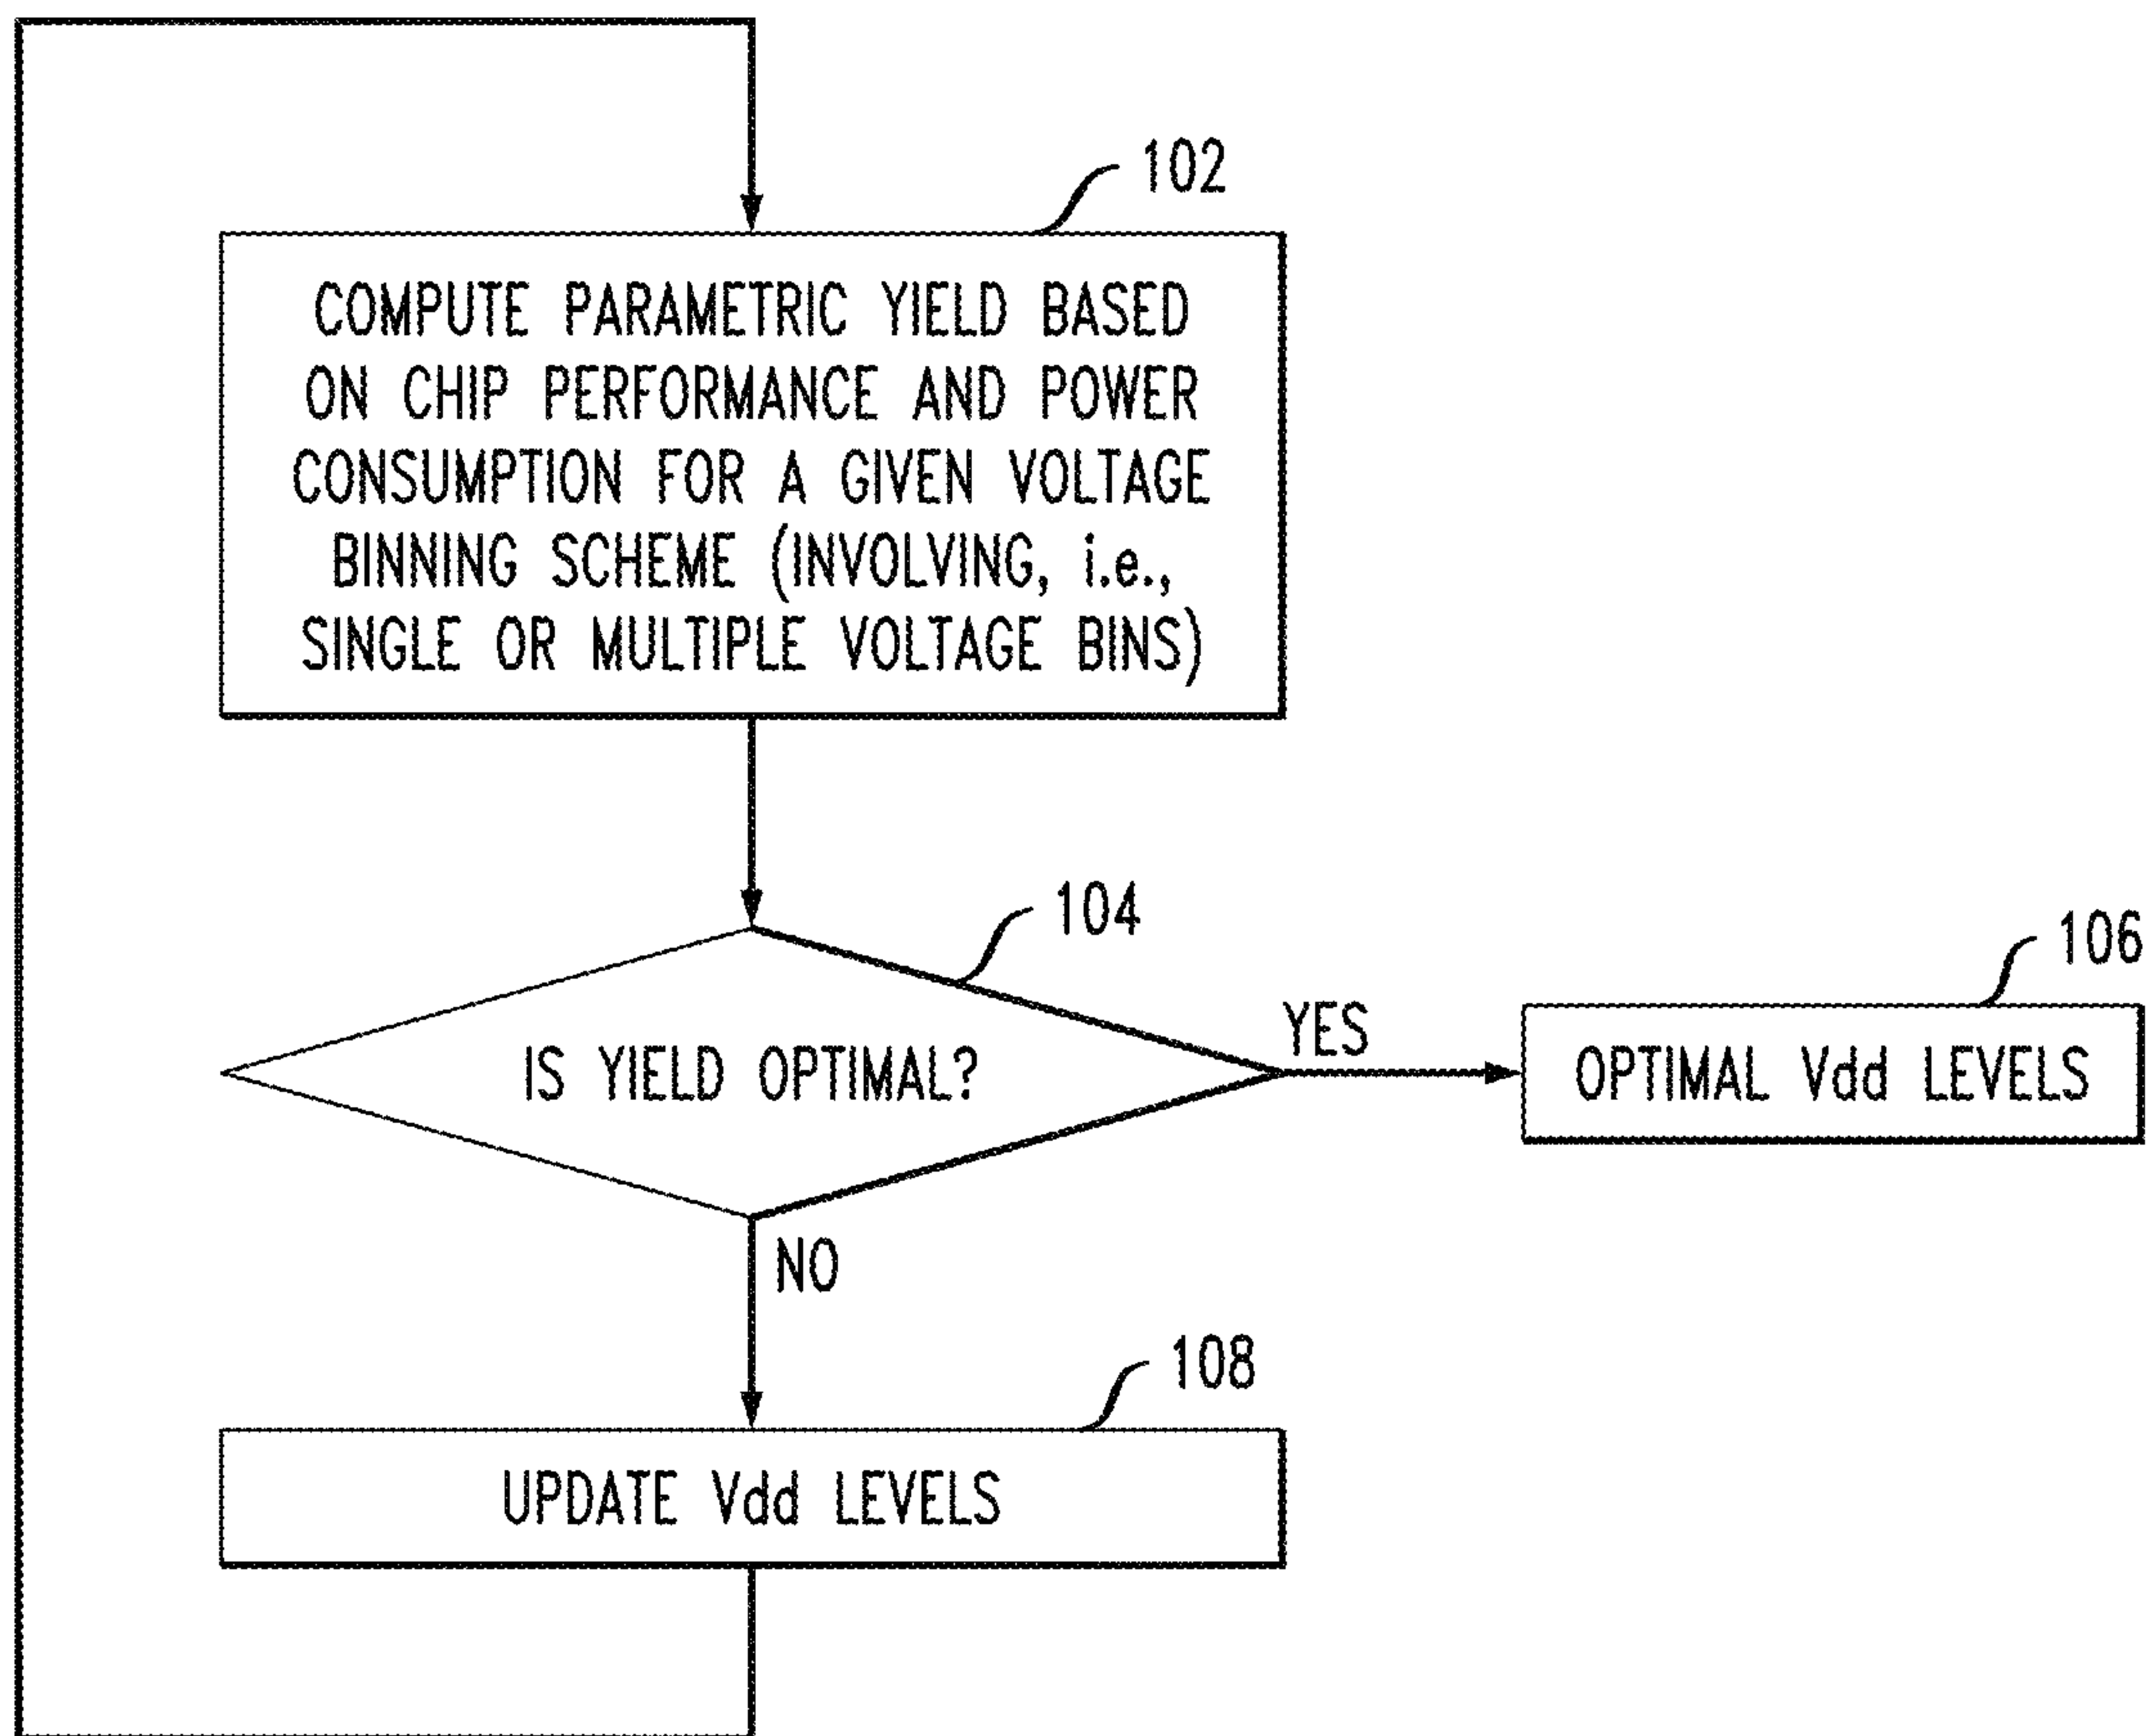 102
COMPUTE PARAMETRIC YIELD BASED
ON CHIP PERFORMANCE AND POWER
CONSUMPTION FOR A GIVEN VOLTAGE
BINNING SCHEME (INVOLVING, i.e.,
SINGLE OR MULTIPLE VOLTAGE BINS)
104
IS YIELD OPTIMAL?
YES
106
OPTIMAL Vdd LEVELS
NO
108
UPDATE Vdd LEVELS